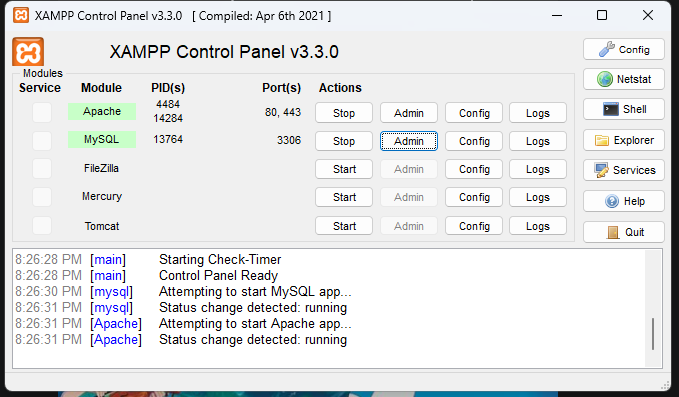 XAMPP Control Panel v3.3.0 [ Compiled: Apr 6th 2021 ]
XAMPP Control Panel v3.3.0
Modules
Service Module PID(s) Port(s) Actions
Apache 4484 14284 80, 443 Stop Admin Config Logs
MySQL 13764 3306 Stop Admin Config Logs
FileZilla Start Admin Config Logs
Mercury Start Admin Config Logs
Tomcat Start Admin Config Logs
Config
Netstat
Shell
Explorer
Services
Help
Quit
8:26:28 PM [main] Starting Check-Timer
8:26:28 PM [main] Control Panel Ready
8:26:30 PM [mysql] Attempting to start MySQL app...
8:26:31 PM [mysql] Status change detected: running
8:26:31 PM [Apache] Attempting to start Apache app...
8:26:31 PM [Apache] Status change detected: running